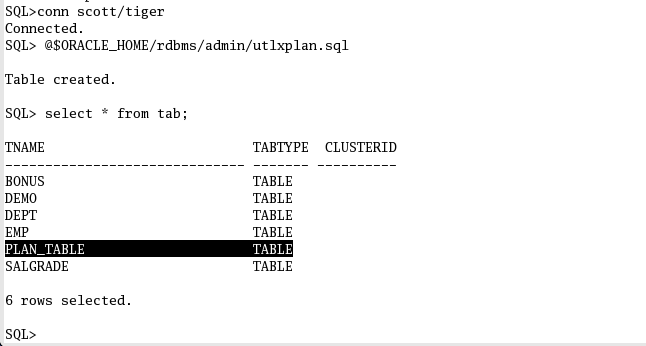 SQL>conn scott/tiger
Connected.
SQL> @$ORACLE_HOME/rdbms/admin/utlxplan.sql
Table created.
SQL> select * from tab;
TNAME                          TABTYPE  CLUSTERID
------------------------------ ------- ----------
BONUS                          TABLE
DEMO                           TABLE
DEPT                           TABLE
EMP                            TABLE
PLAN_TABLE                     TABLE
SALGRADE                       TABLE
6 rows selected.
SQL>